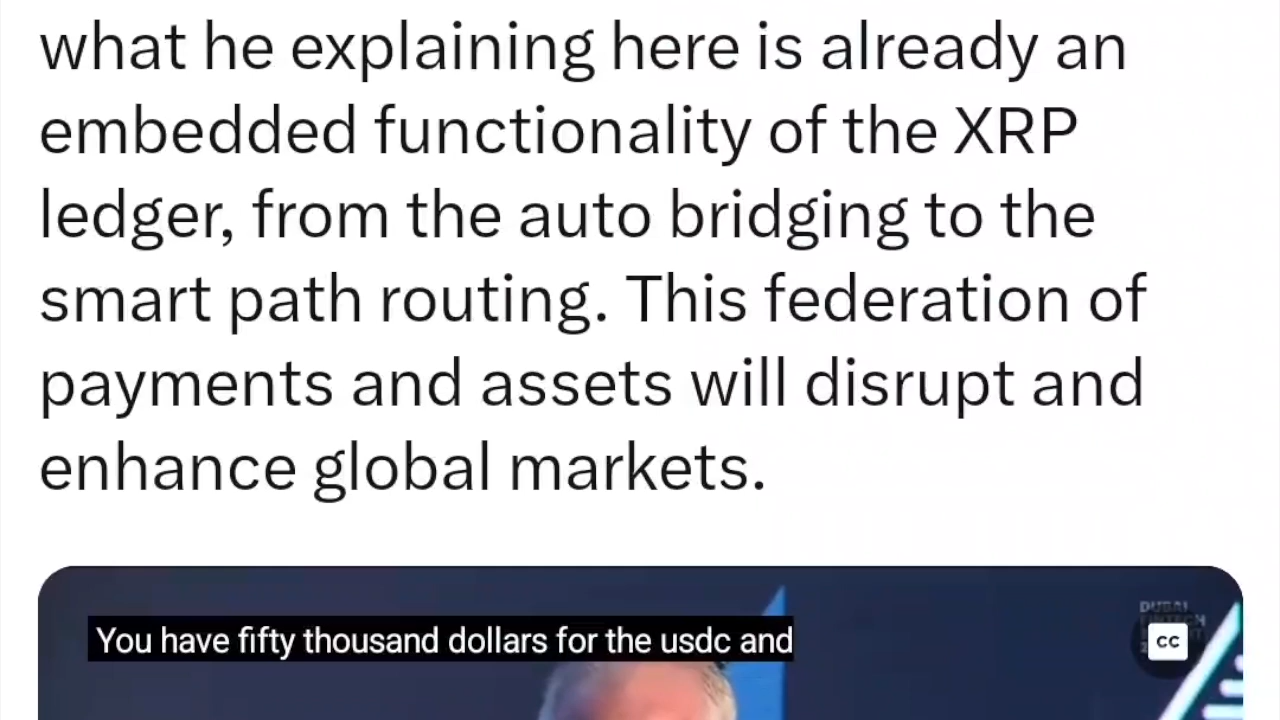 what he explaining here is already an
embedded functionality of the XRP
ledger, from the auto bridging to the
smart path routing. This federation of
payments and assets will disrupt and
enhance global markets.
DUBAI
FINTECH
You have fifty thousand dollars for the usdc and
CC